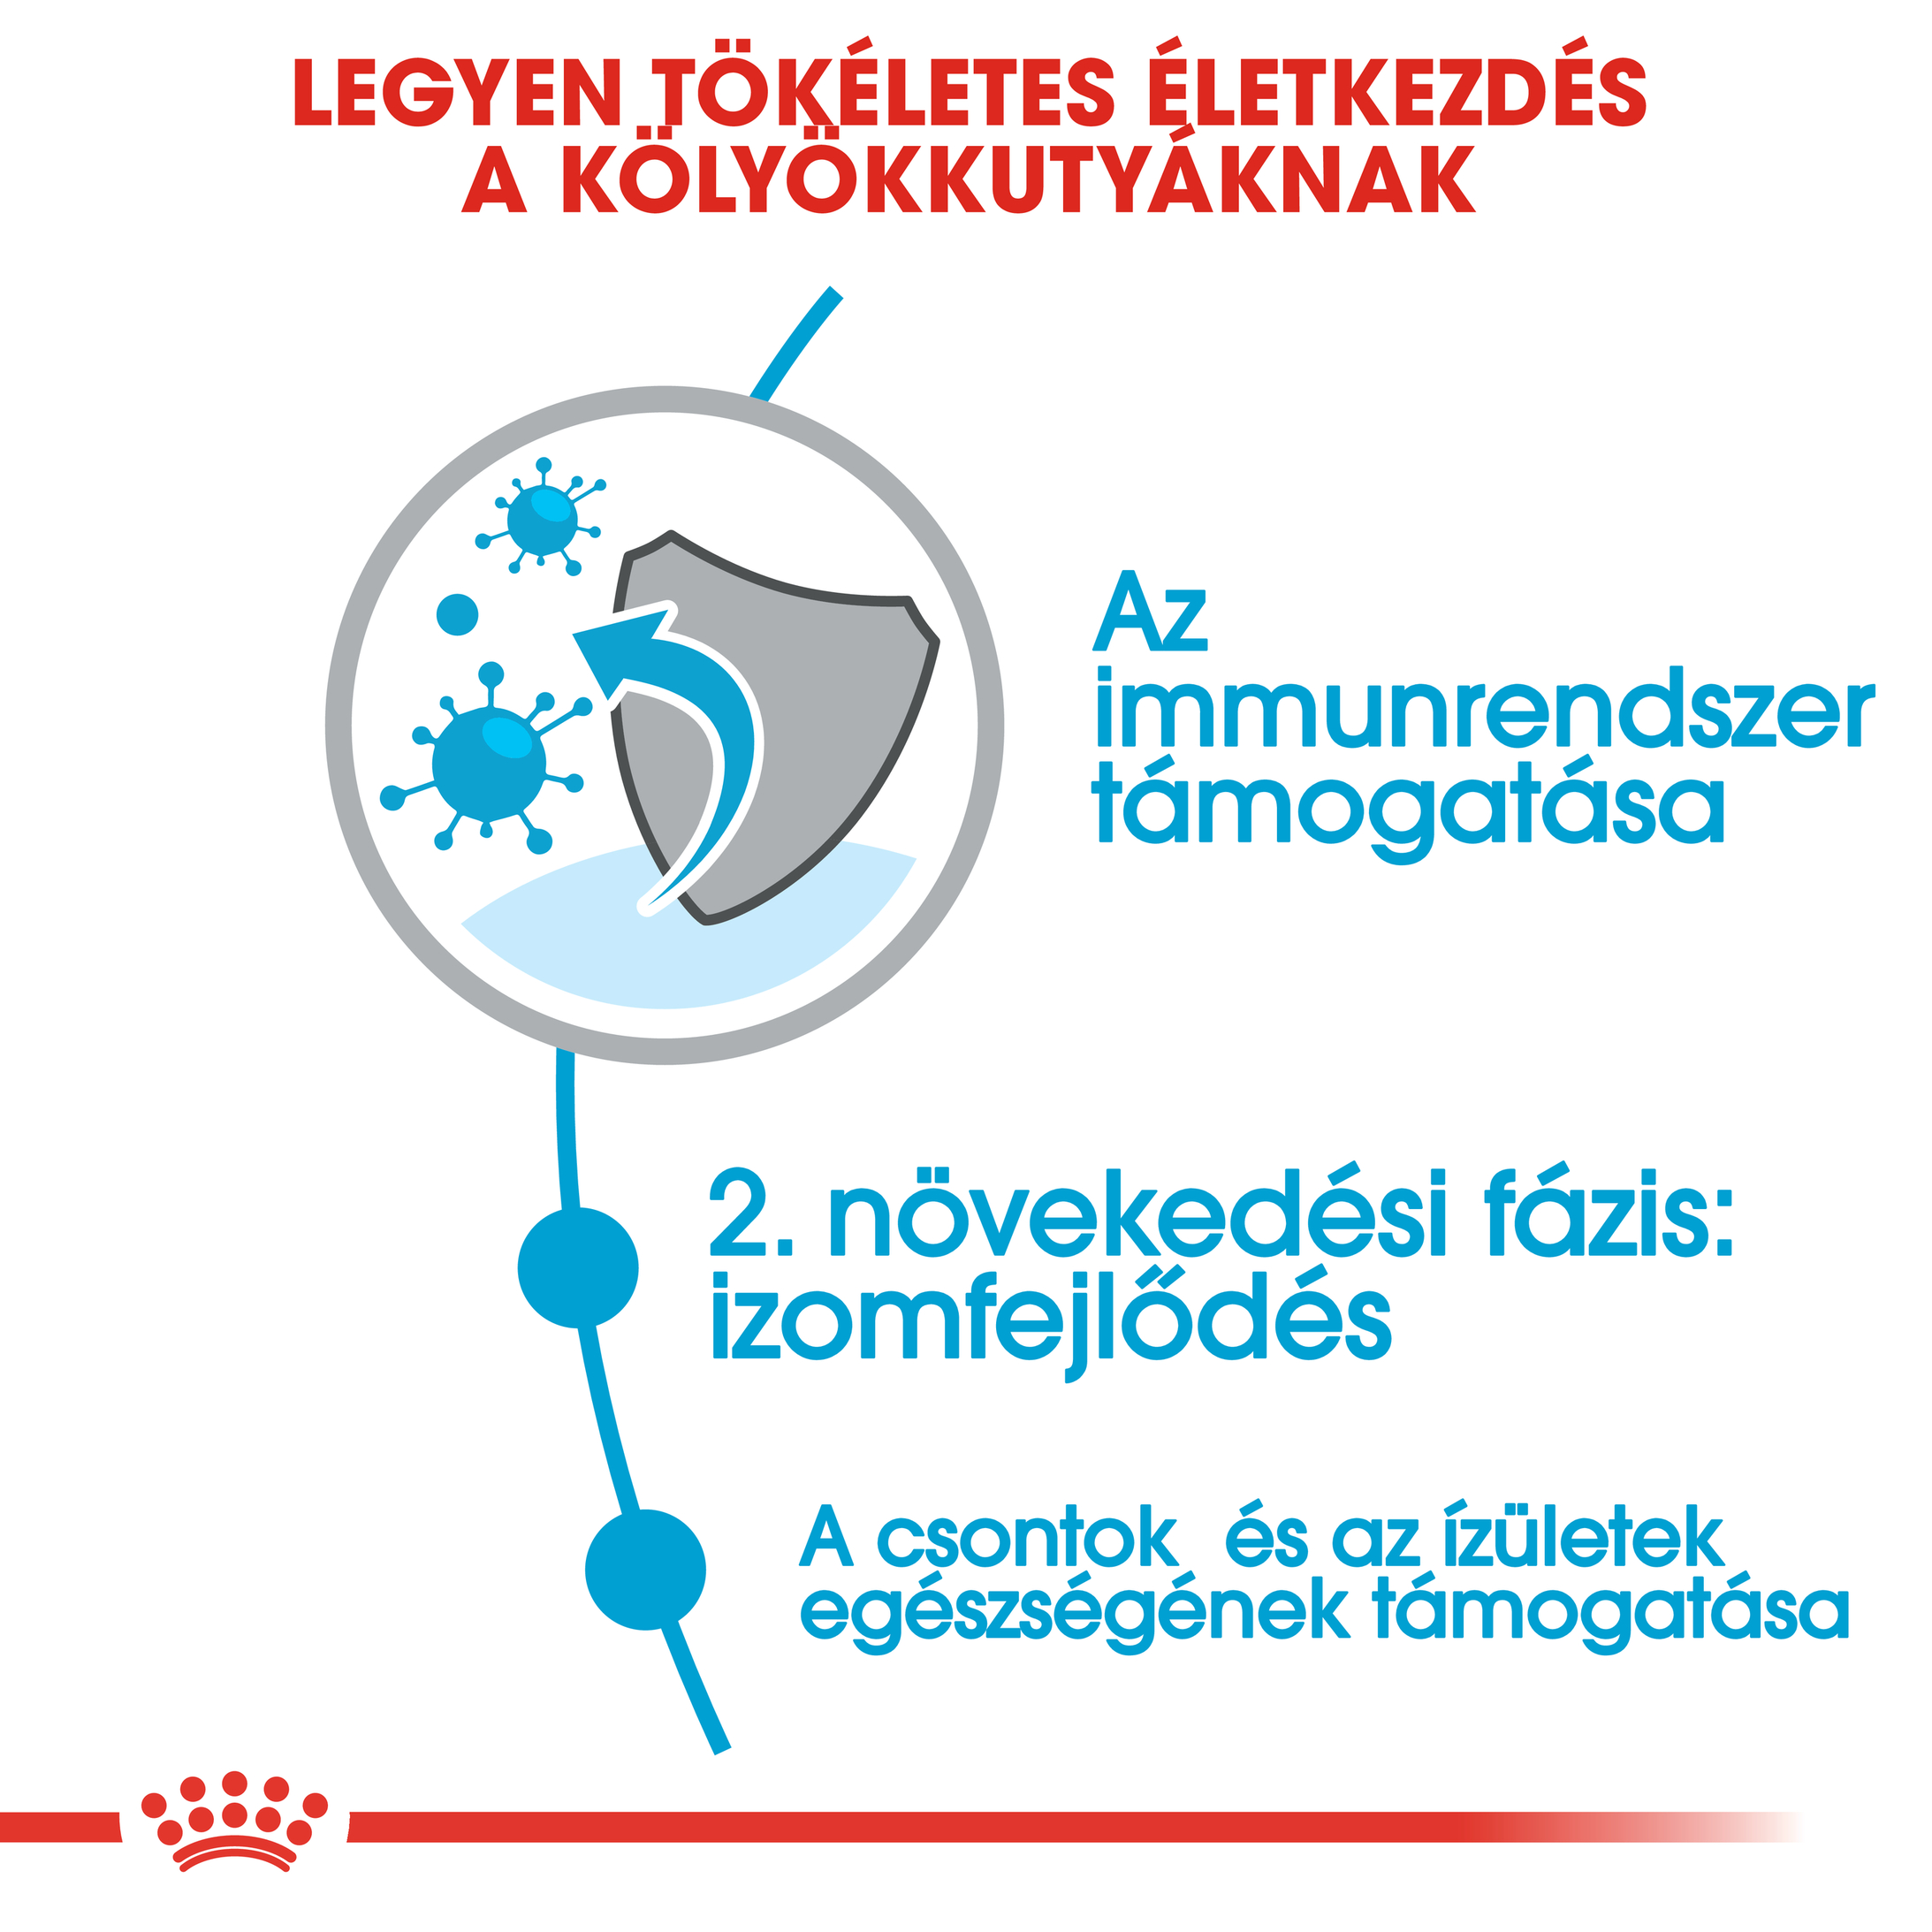 LEGYEN TÖKÉLETES ÉLETKEZDÉS
A KÖLYÖKKUTYÁKNAK
Az
immunrendszer
támogatása
2. növekedési fázis:
izomfejlődés
A csontok és az ízületek
egészségének támogatása